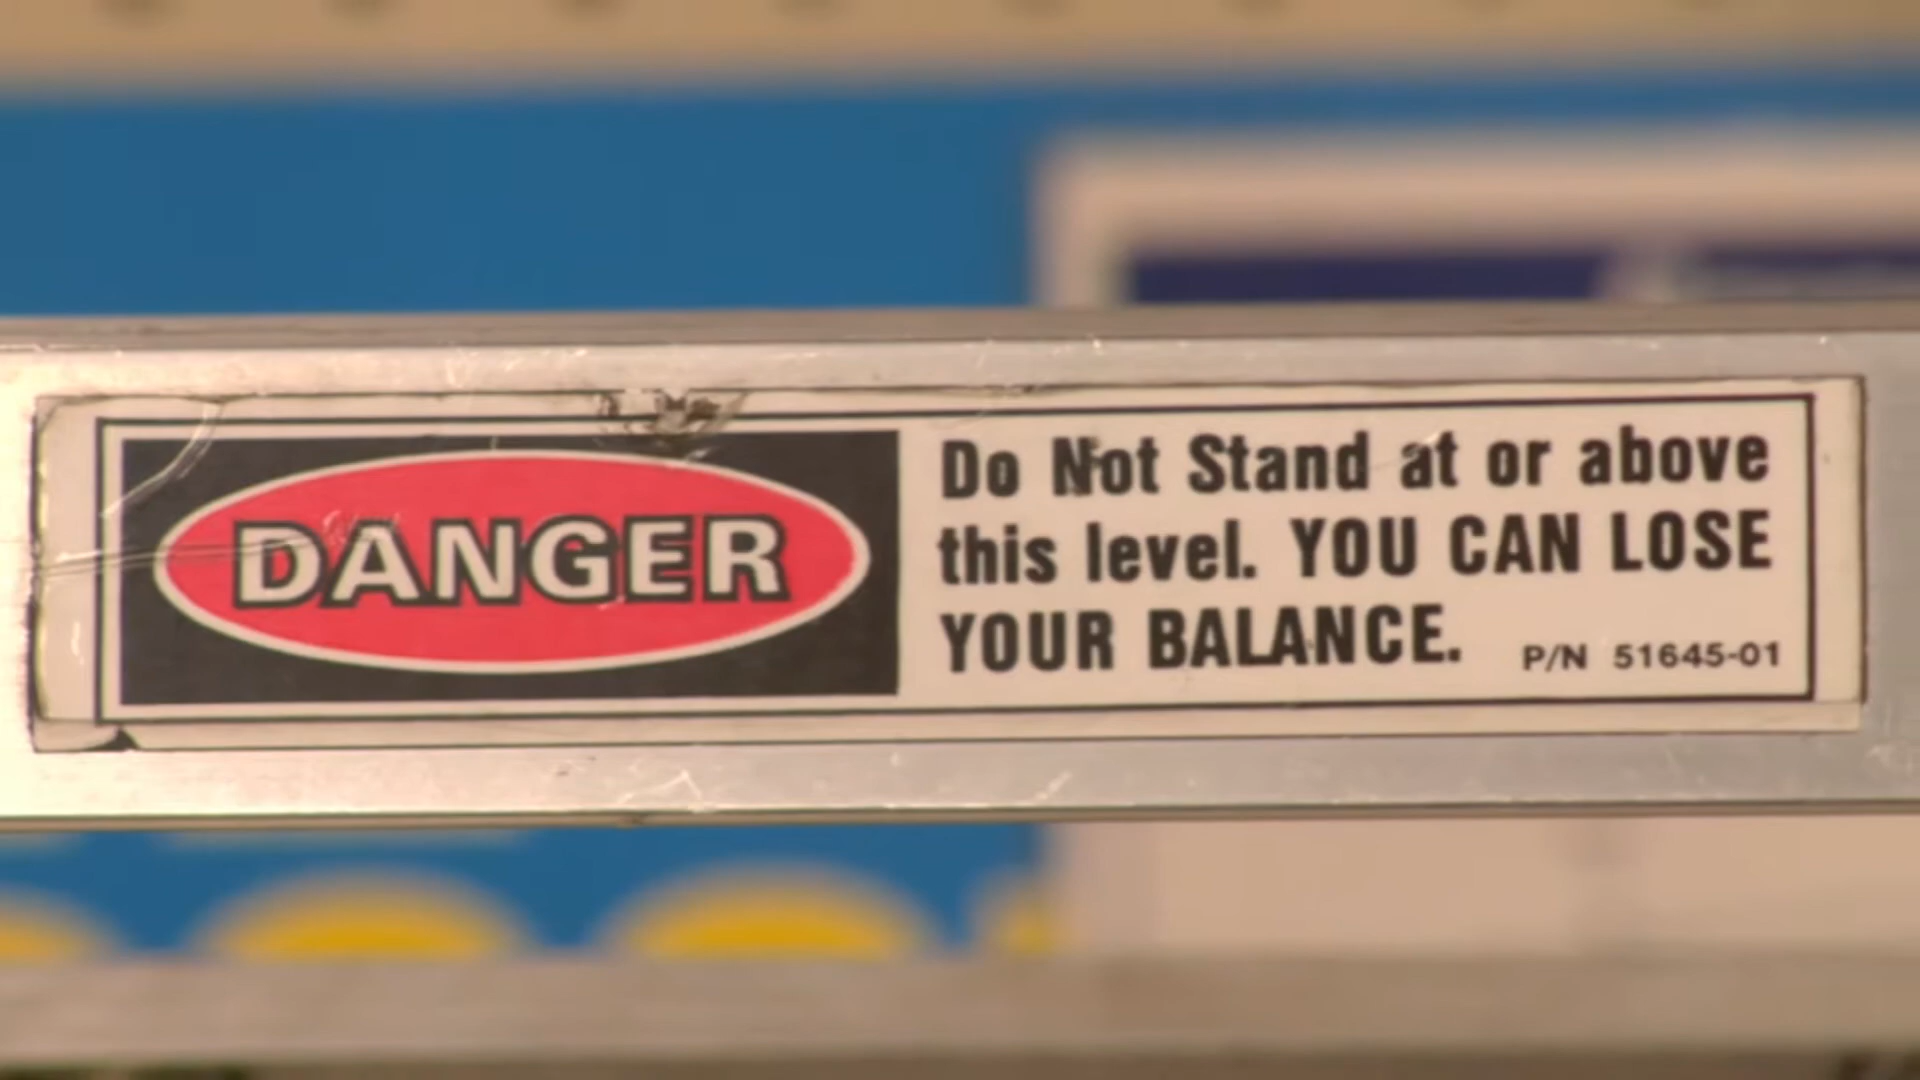 DANGER
Do Not Stand at or above
this level. YOU CAN LOSE
YOUR BALANCE.
P/N 51645-01